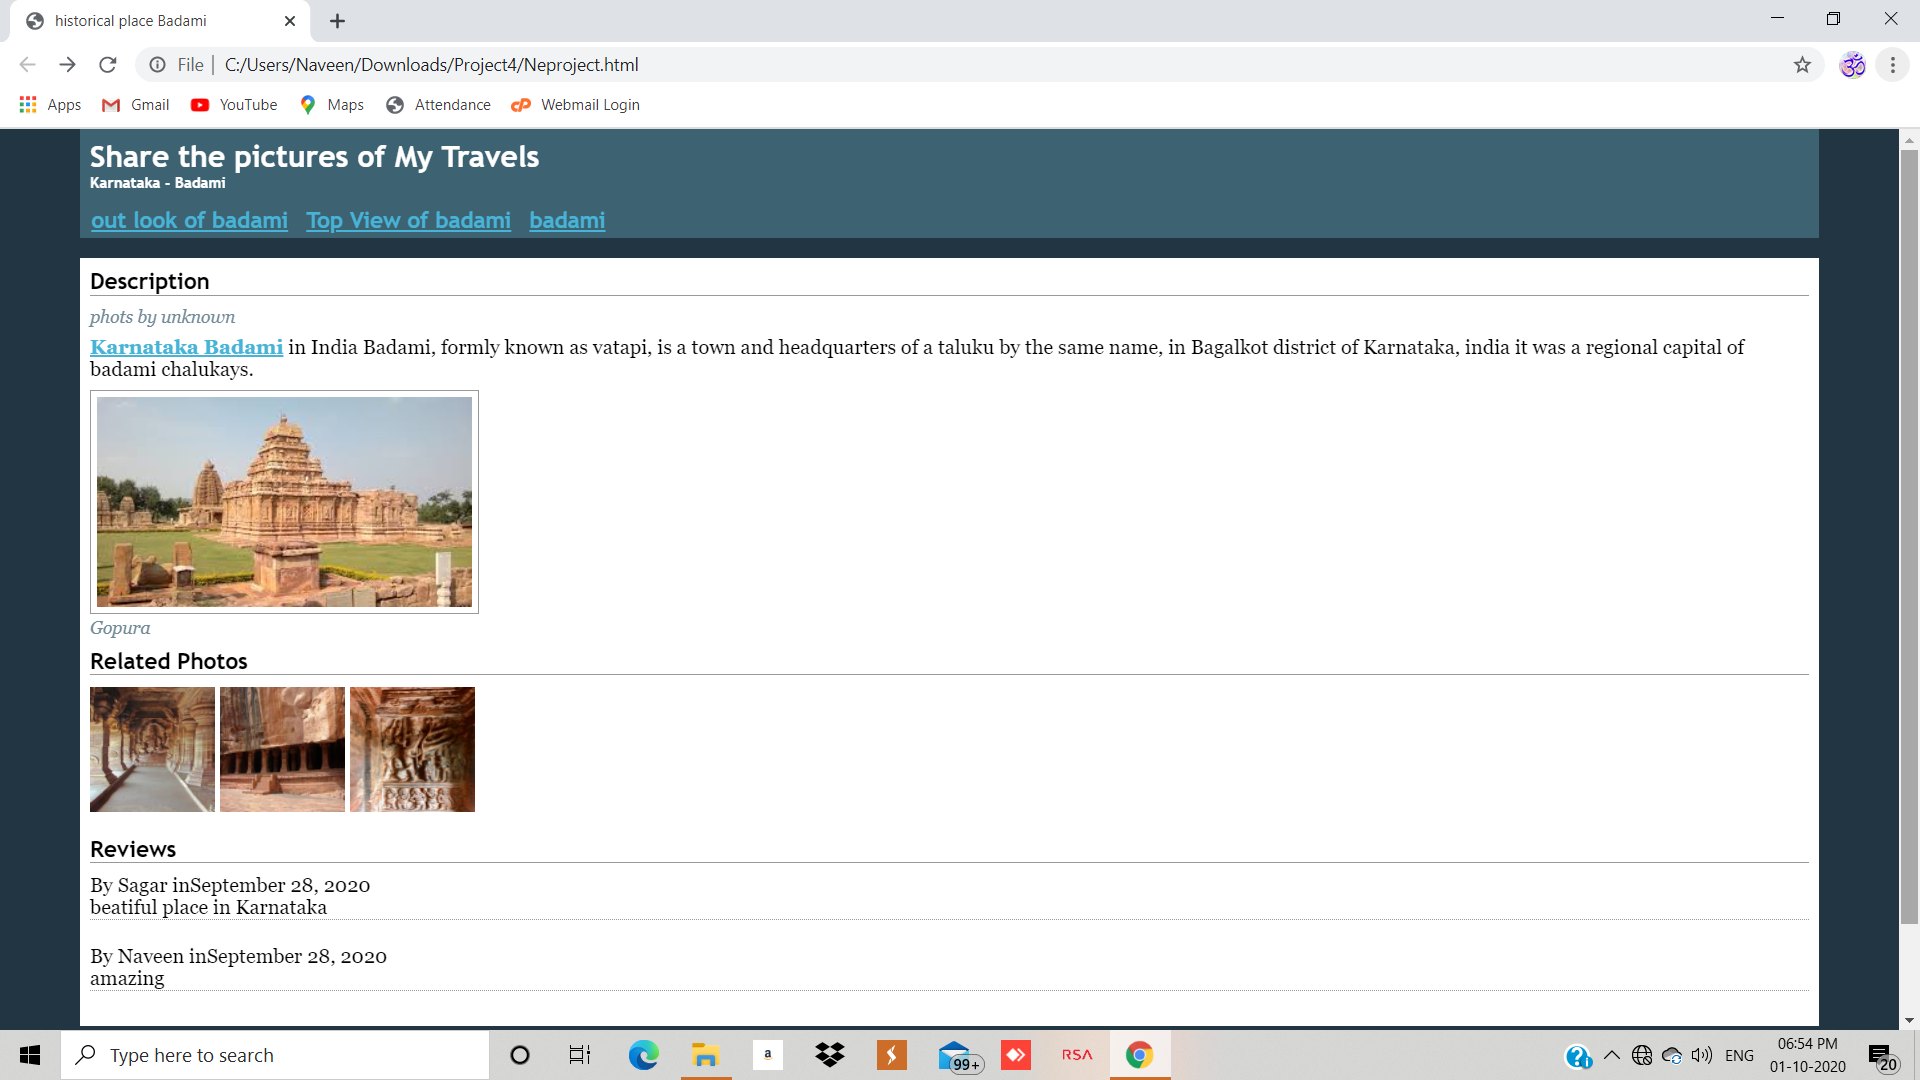 historical place Badami
File | C:/Users/Naveen/Downloads/Project4/Neproject.html
Apps Gmail YouTube Maps Attendance Webmail Login
Share the pictures of My Travels
Karnataka - Badami
out look of badami Top View of badami badami
Description
phots by unknown
Karnataka Badami in India Badami, formly known as vatapi, is a town and headquarters of a taluku by the same name, in Bagalkot district of Karnataka, india it was a regional capital of
badami chalukays.
Gopura
Related Photos
Reviews
By Sagar inSeptember 28, 2020
beatiful place in Karnataka
By Naveen inSeptember 28, 2020
amazing
Type here to search
a
99+
RSA
ENG
06:54 PM
01-10-2020
20